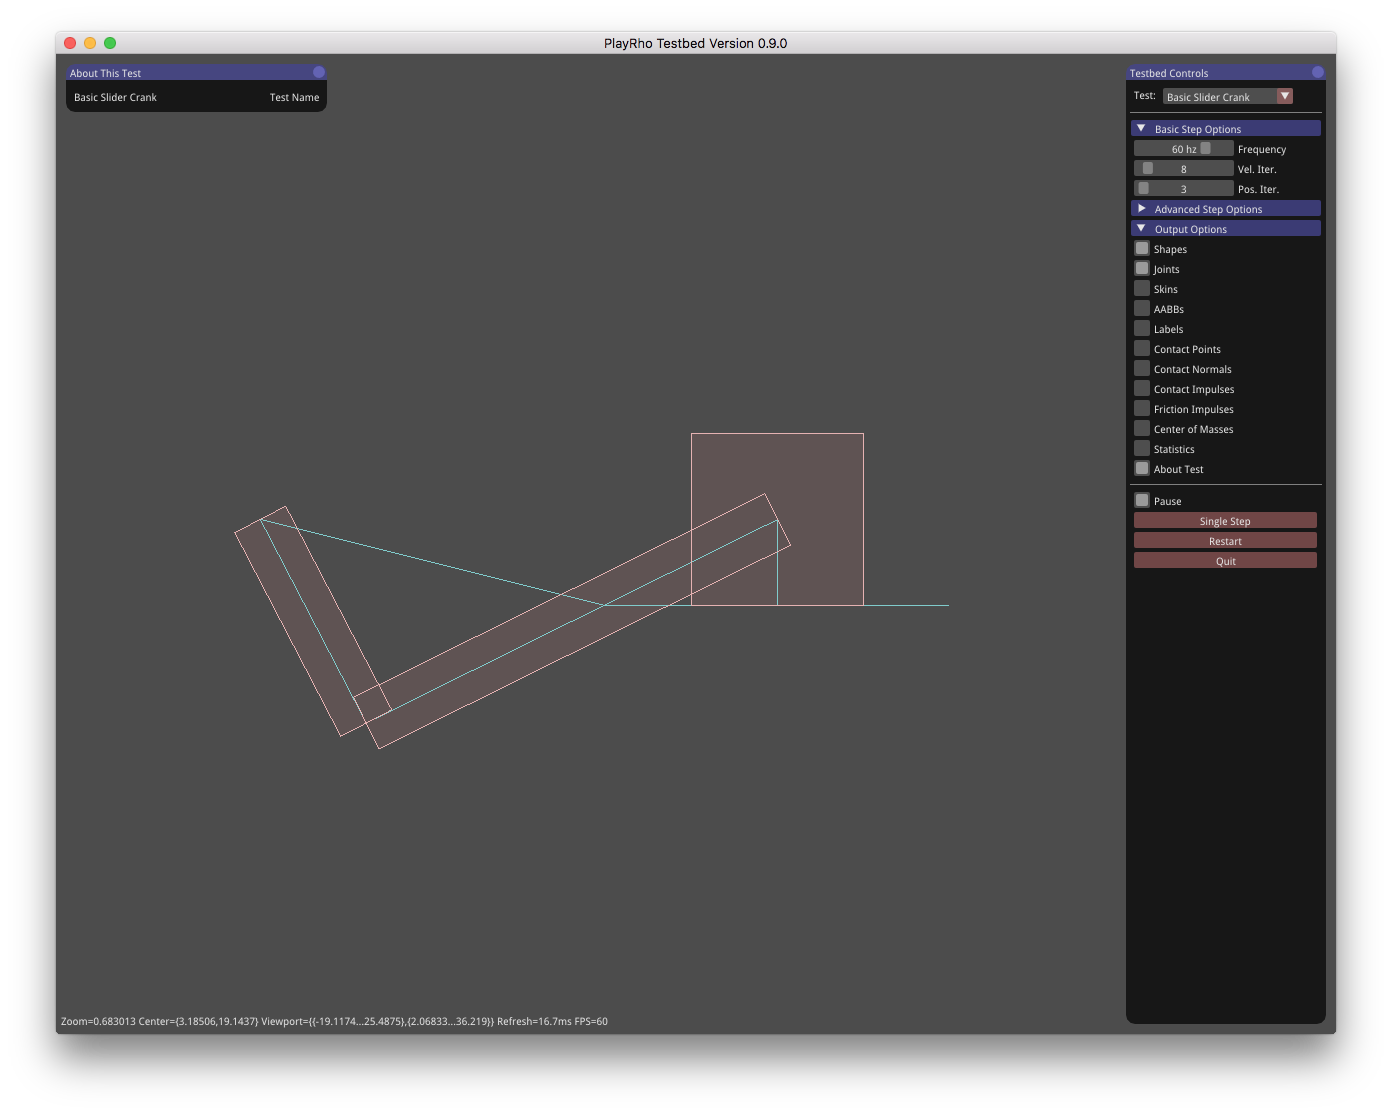 PlayRho Testbed Version 0.9.0
About This Test
Basic Slider Crank Test Name
Testbed Controls
Test: Basic Slider Crank
Basic Step Options
60 hz Frequency
8 Vel. Iter.
3 Pos. Iter.
Advanced Step Options
Output Options
Shapes
Joints
Skins
AABBs
Labels
Contact Points
Contact Normals
Contact Impulses
Friction Impulses
Center of Masses
Statistics
About Test
Pause
Single Step
Restart
Quit
Zoom=0.683013 Center={3.18506,19.1437} Viewport={{-19.1174...25.4875},{2.06833...36.219}} Refresh=16.7ms FPS=60